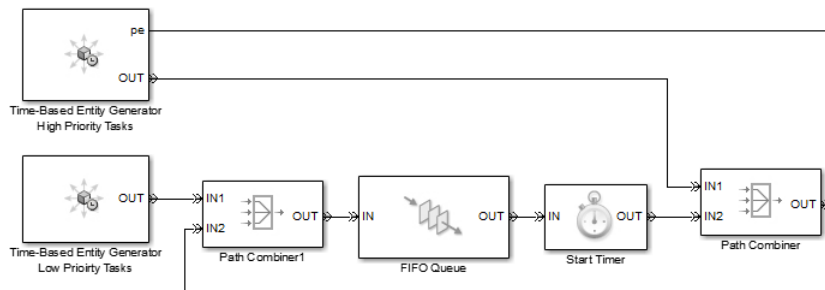 pe
OUT
Time-Based Entity Generator
High Priority Tasks
OUT
Time-Based Entity Generator
Low Prioirty Tasks
IN1
IN2
OUT
Path Combiner1
IN
OUT
FIFO Queue
IN
OUT
Start Timer
IN1
IN2
OUT
Path Combiner